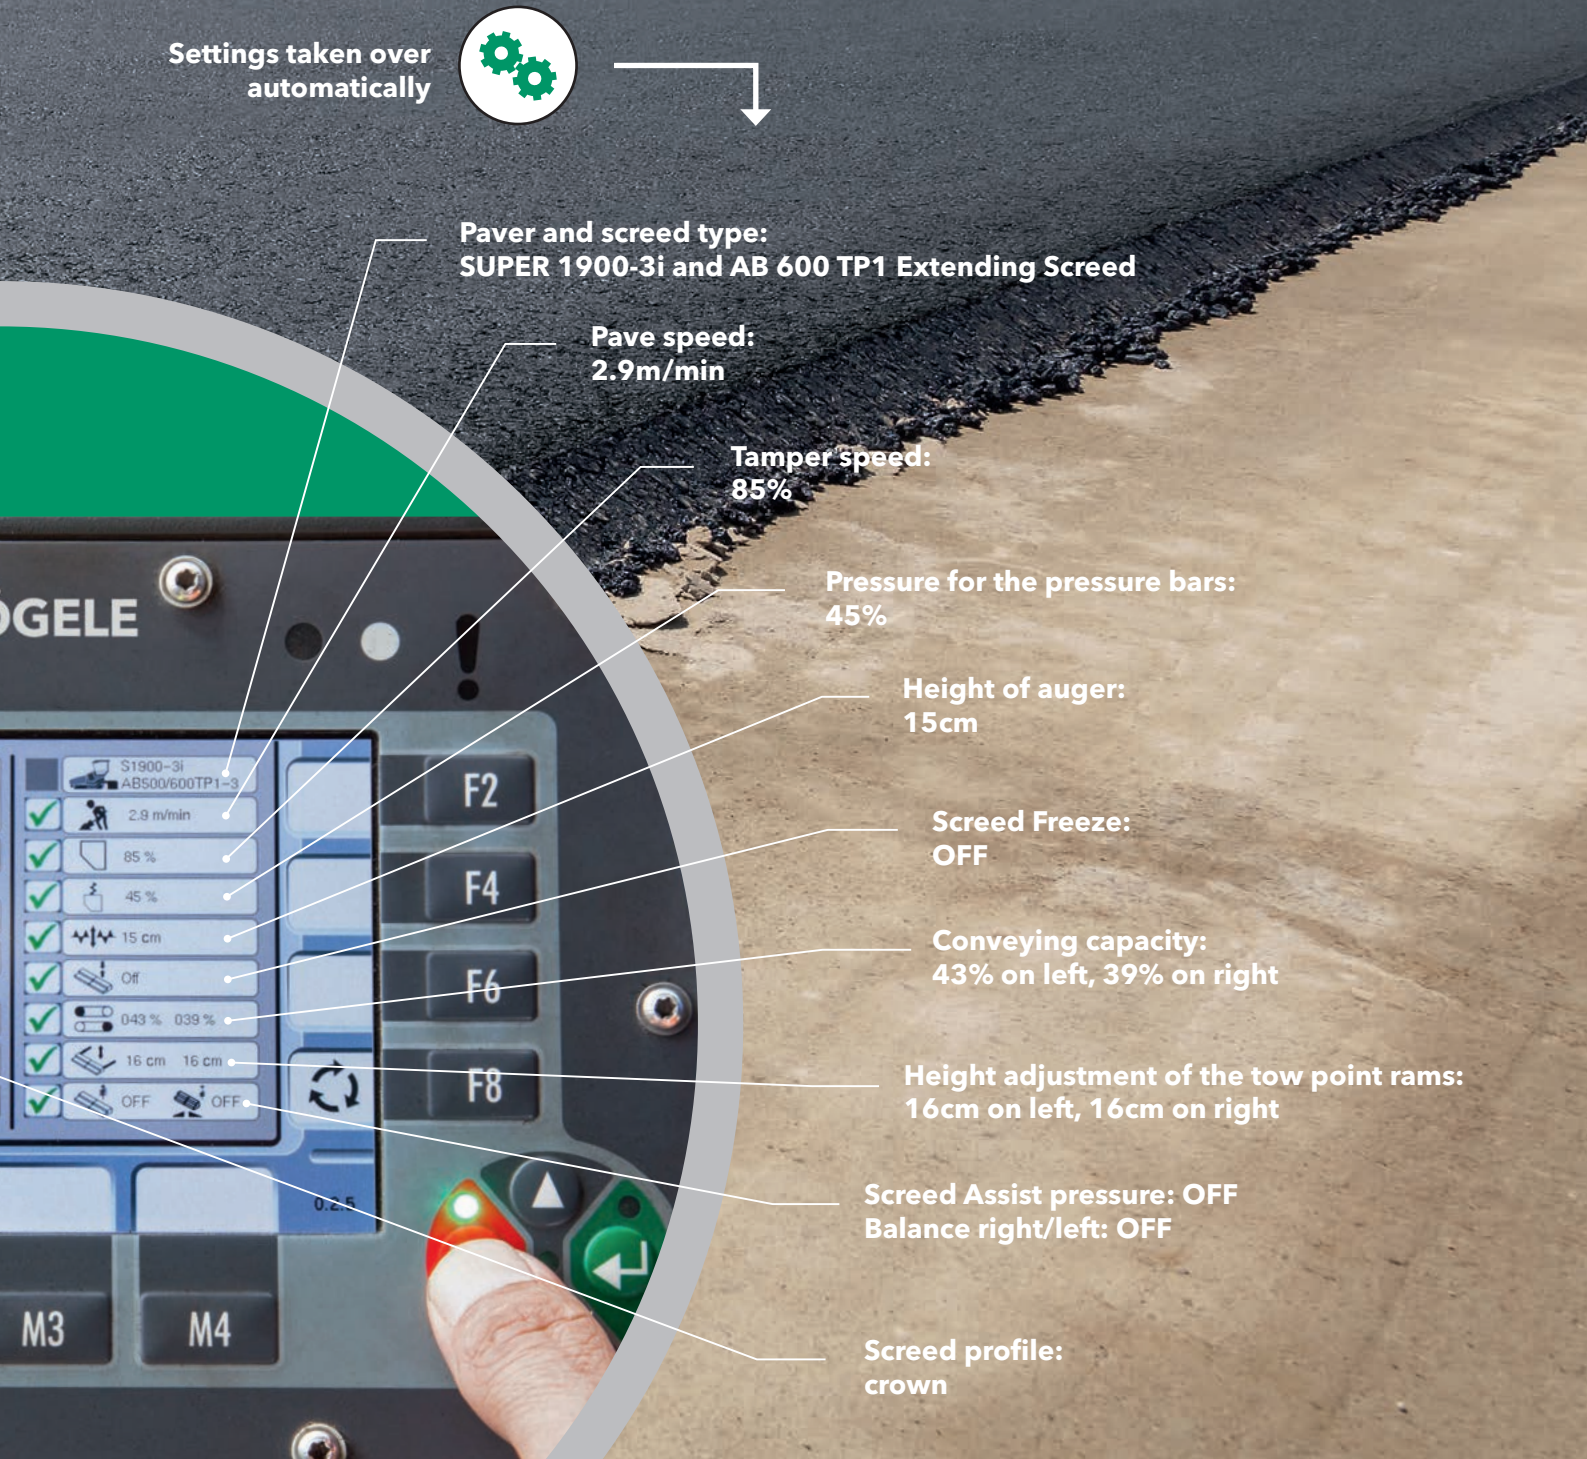 Settings taken over
automatically
Paver and screed type:
SUPER 1900-3i and AB 600 TP1 Extending Screed
Pave speed:
2.9m/min
Tamper speed:
85%
Pressure for the pressure bars:
45%
Height of auger:
15cm
Screed Freeze:
OFF
Conveying capacity:
43% on left, 39% on right
Height adjustment of the tow point rams:
16cm on left, 16cm on right
Screed Assist pressure: OFF
Balance right/left: OFF
Screed profile:
crown
ÖGELE
S1900-3i
AB500/600TP1-3
2.9 m/min
85 %
45 %
15 cm
Off
043 % 039 %
16 cm 16 cm
OFF OFF
0.2.5
F2
F4
F6
F8
M3
M4